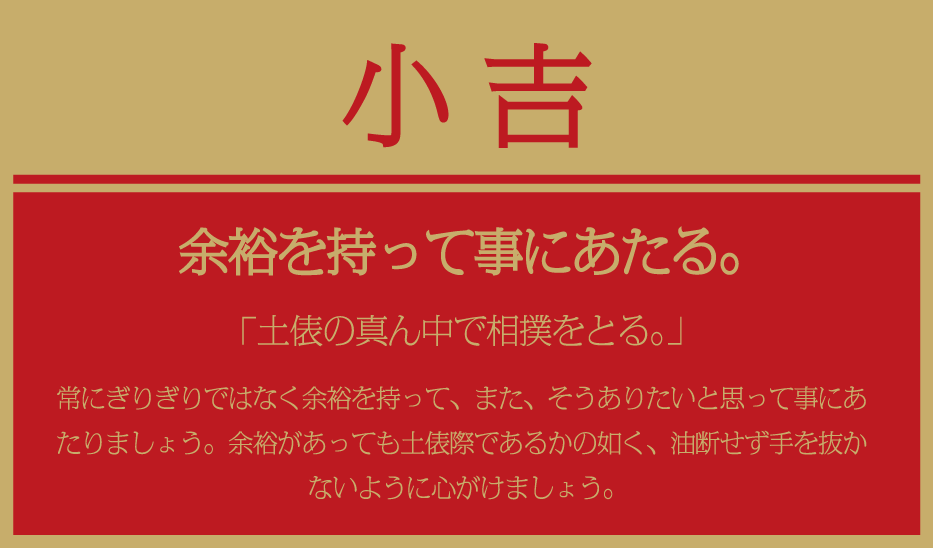 小吉
余裕を持って事にあたる。
「土俵の真ん中で相撲をとる。」
常にぎりぎりではなく余裕を持って、また、そうありたいと思って事にあ
たりましょう。余裕があっても土俵際であるかの如く、油断せず手を抜か
ないように心がけましょう。